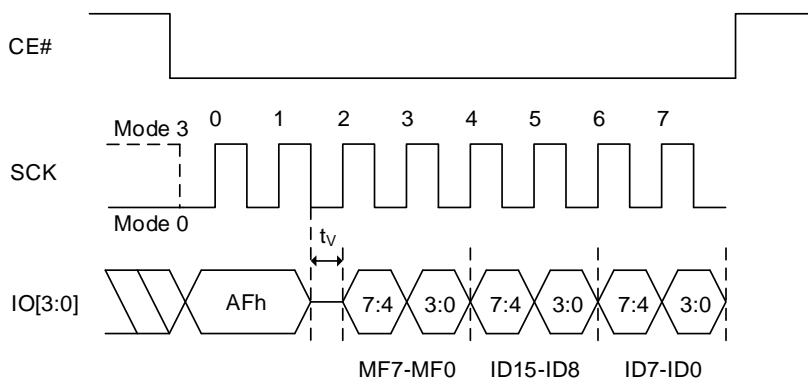 CE#
Mode 3 0 1 2 3 4 5 6 7
SCK
Mode 0
tV
IO[3:0] AFh 7:4 3:0 7:4 3:0 7:4 3:0
MF7-MF0 ID15-ID8 ID7-ID0